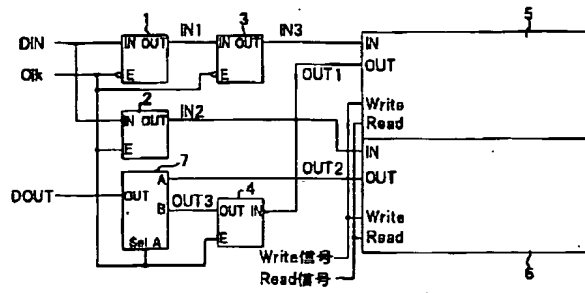 1
3
5
DIN
IN OUT
IN1
IN OUT
IN3
IN
Clk
E
E
OUT1
OUT
2
IN OUT
IN2
Write
Read
E
IN
7
A
OUT2
OUT
DOUT
OUT
B
OUT3
4
OUT IN
Write
Sel A
E
Read
Write信号
Read信号
6